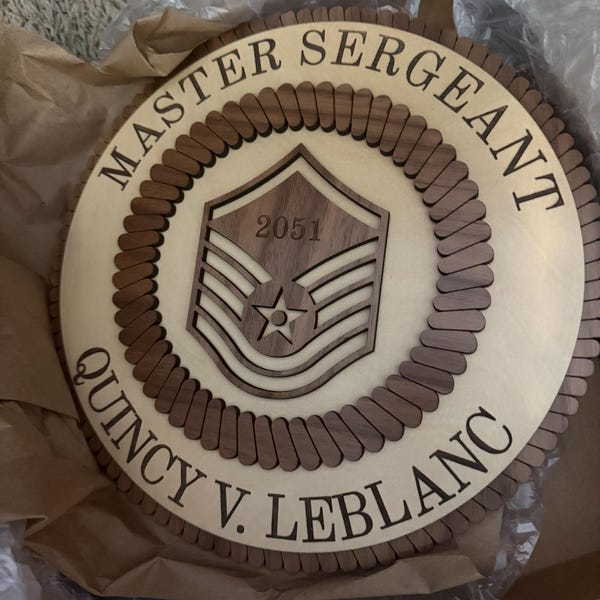 MASTER SERGEANT
2051
QUINCY V. LEBLANC